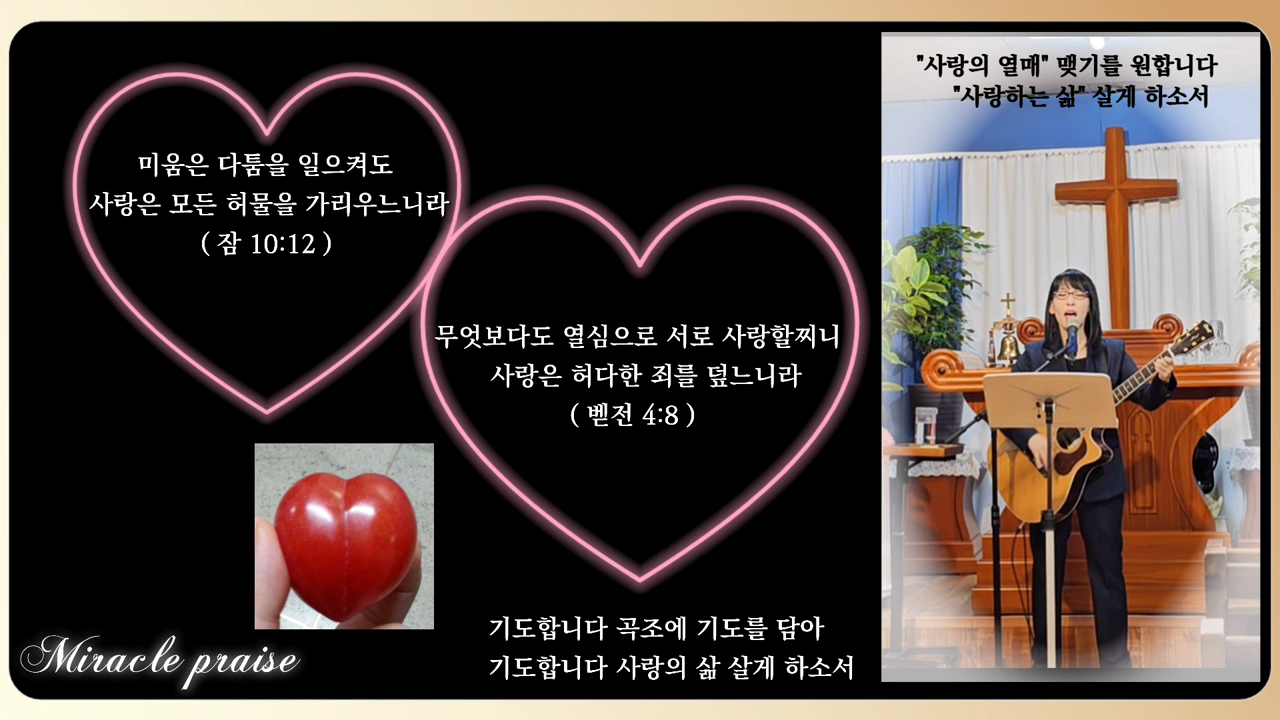 미움은 다툼을 일으켜도
사랑은 모든 허물을 가리우느니라
( 잠 10:12 )
무엇보다도 열심으로 서로 사랑할찌니
사랑은 허다한 죄를 덮느니라
( 벧전 4:8 )
"사랑의 열매" 맺기를 원합니다
"사랑하는 삶" 살게 하소서
기도합니다 곡조에 기도를 담아
기도합니다 사랑의 삶 살게 하소서
Miracle praise